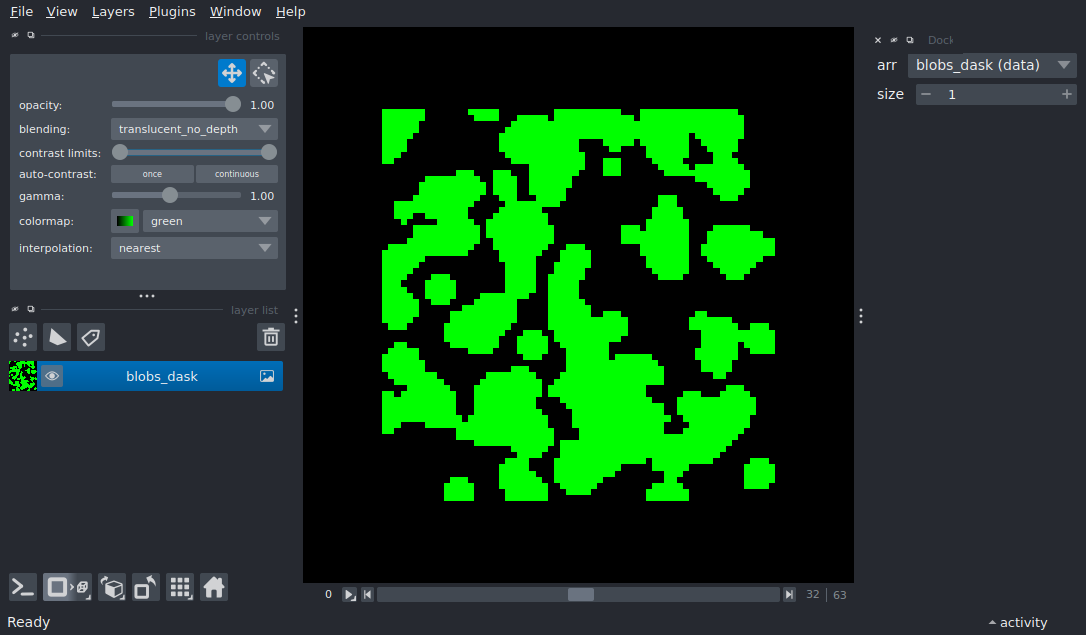 File View Layers Plugins Window Help
layer controls
opacity: 1.00
blending: translucent_no_depth
contrast limits:
auto-contrast: once continuous
gamma: 1.00
colormap: green
interpolation: nearest
layer list
blobs_dask
Dock
arr blobs_dask (data)
size 1
0 32 63
Ready
activity